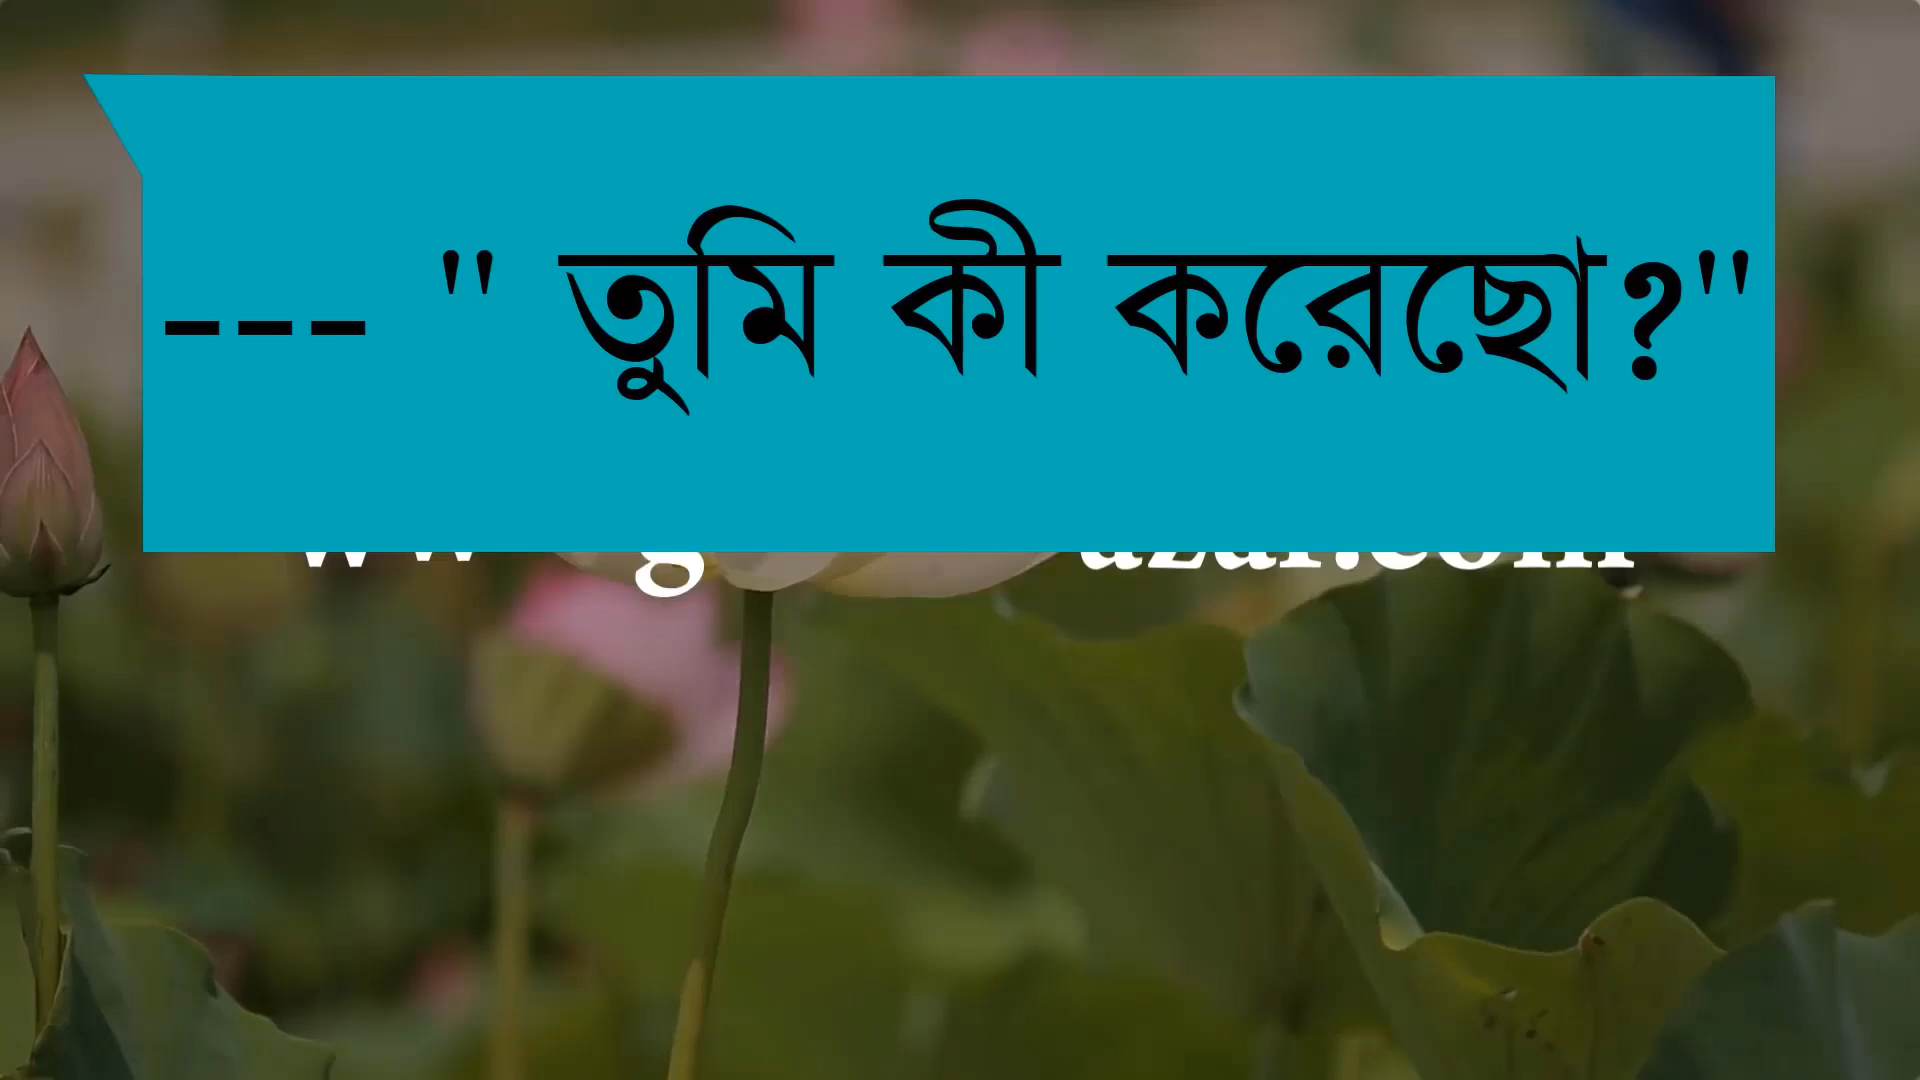 --- " তুমি কী করেছো?"